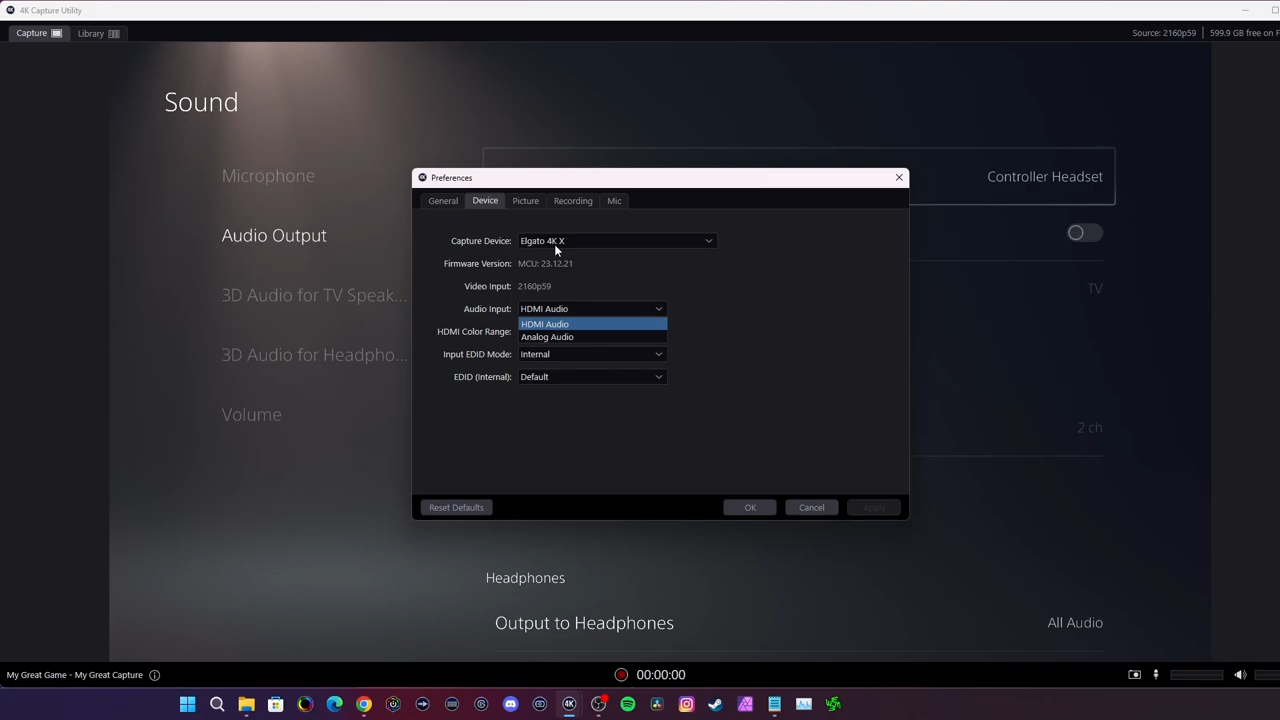 4K Capture Utility
Capture
Library
Source: 2160p59
599.9 GB free on F
Sound
Microphone
Controller Headset
Audio Output
3D Audio for TV Speak...
TV
3D Audio for Headpho...
Volume
2 ch
Headphones
Output to Headphones
All Audio
Preferences
General
Device
Picture
Recording
Mic
Capture Device: Elgato 4K X
Firmware Version: MCU: 23.12.21
Video Input: 2160p59
Audio Input: HDMI Audio
HDMI Audio
Analog Audio
HDMI Color Range:
Input EDID Mode: Internal
EDID (Internal): Default
Reset Defaults
OK
Cancel
Apply
My Great Game - My Great Capture
00:00:00